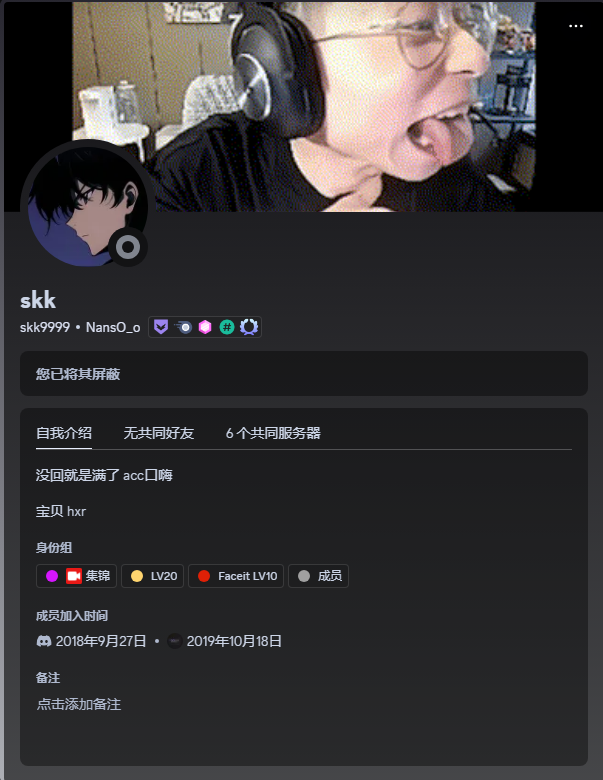 skk
skk9999 • NansO_o
您已将其屏蔽
自我介绍 无共同好友 6 个共同服务器
没回就是满了 acc口嗨
宝贝 hxr
身份组
集锦 LV20 Faceit LV10 成员
成员加入时间
2018年9月27日 • 2019年10月18日
备注
点击添加备注